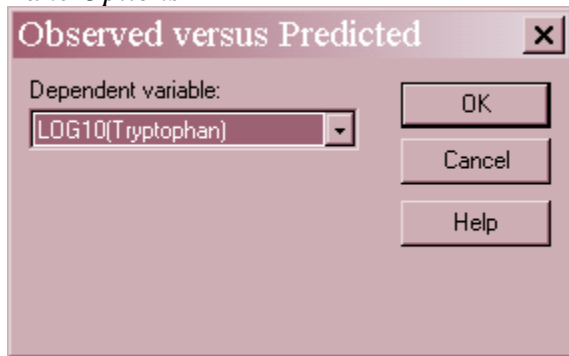 Observed versus Predicted
Dependent variable:
LOG10(Tryptophan)
OK
Cancel
Help